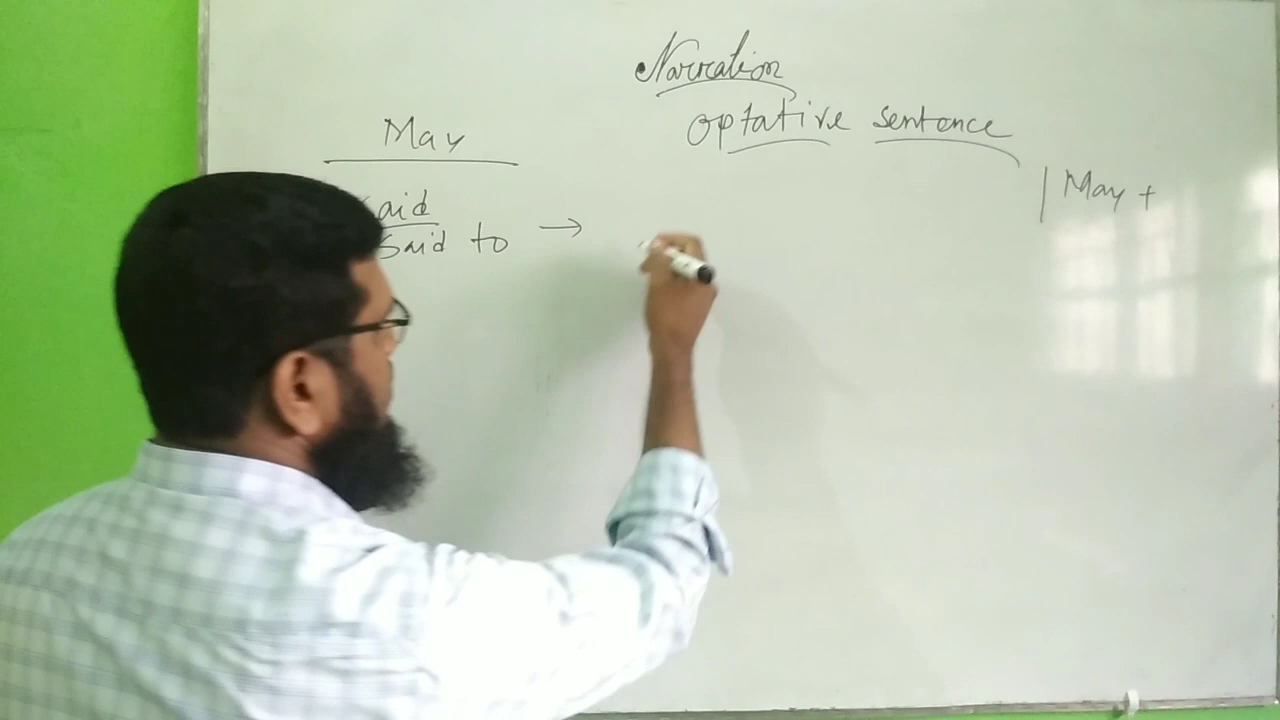 Narration
optative sentence
May
said
said to →
| May +